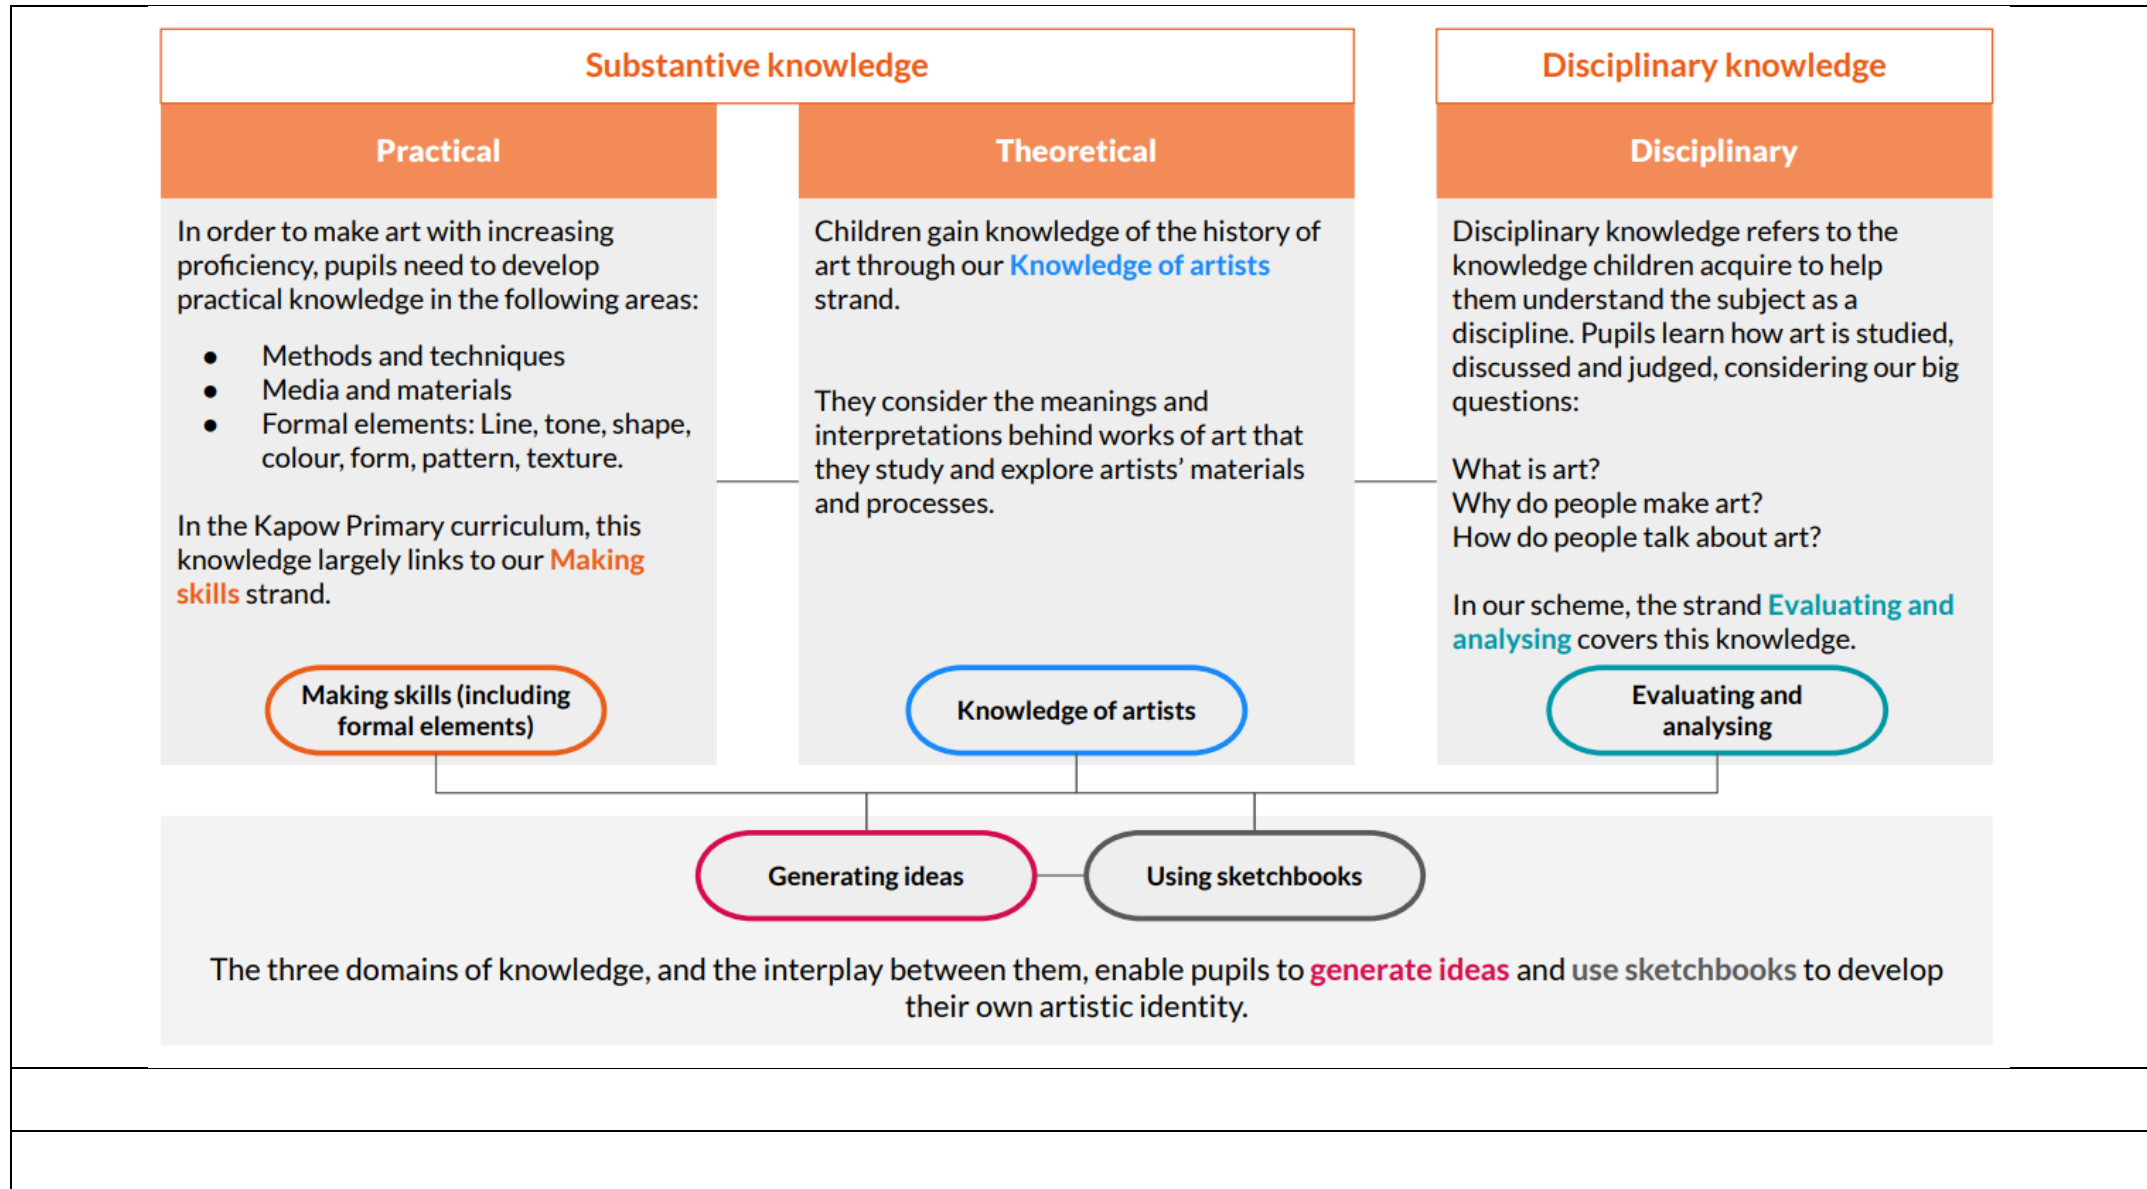 Substantive knowledge
Disciplinary knowledge
Practical
In order to make art with increasing
proficiency, pupils need to develop
practical knowledge in the following areas:
● Methods and techniques
● Media and materials
● Formal elements: Line, tone, shape,
colour, form, pattern, texture.
In the Kapow Primary curriculum, this
knowledge largely links to our Making
skills strand.
Making skills (including
formal elements)
Theoretical
Children gain knowledge of the history of
art through our Knowledge of artists
strand.
They consider the meanings and
interpretations behind works of art that
they study and explore artists’ materials
and processes.
Knowledge of artists
Disciplinary
Disciplinary knowledge refers to the
knowledge children acquire to help
them understand the subject as a
discipline. Pupils learn how art is studied,
discussed and judged, considering our big
questions:
What is art?
Why do people make art?
How do people talk about art?
In our scheme, the strand Evaluating and
analysing covers this knowledge.
Evaluating and
analysing
Generating ideas
Using sketchbooks
The three domains of knowledge, and the interplay between them, enable pupils to generate ideas and use sketchbooks to develop
their own artistic identity.